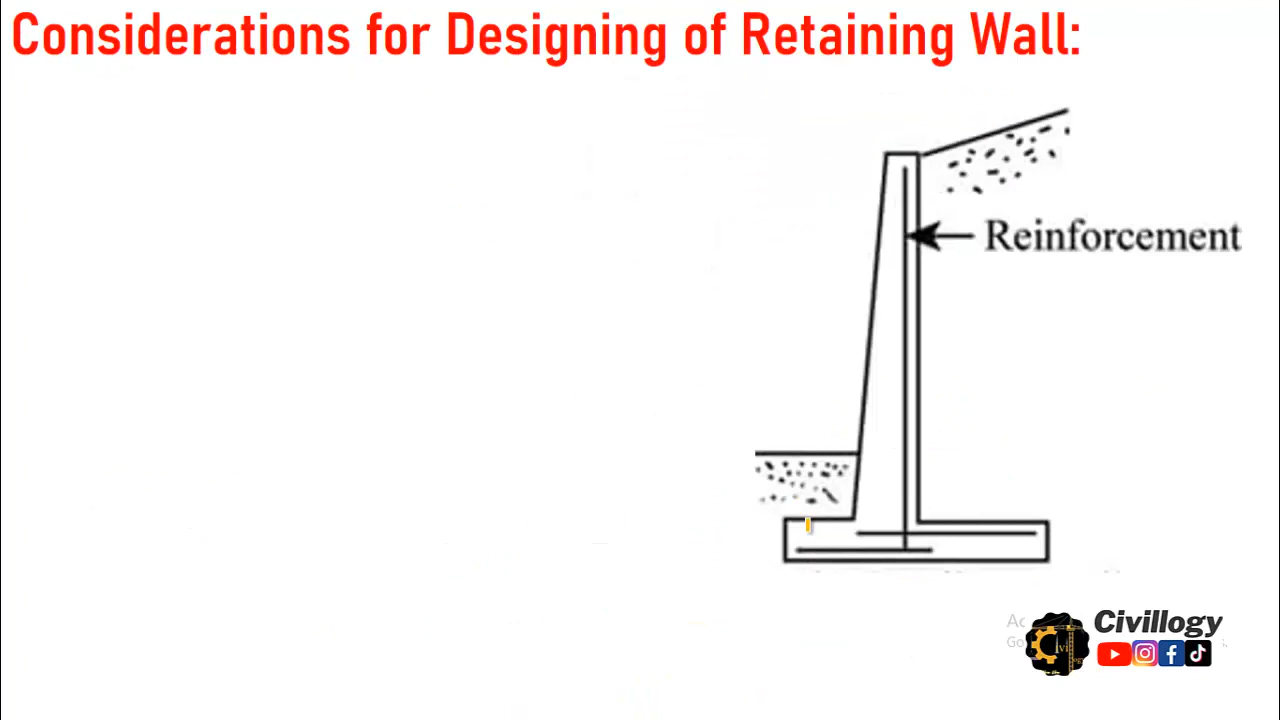 Considerations for Designing of Retaining Wall:
Reinforcement
Civillogy